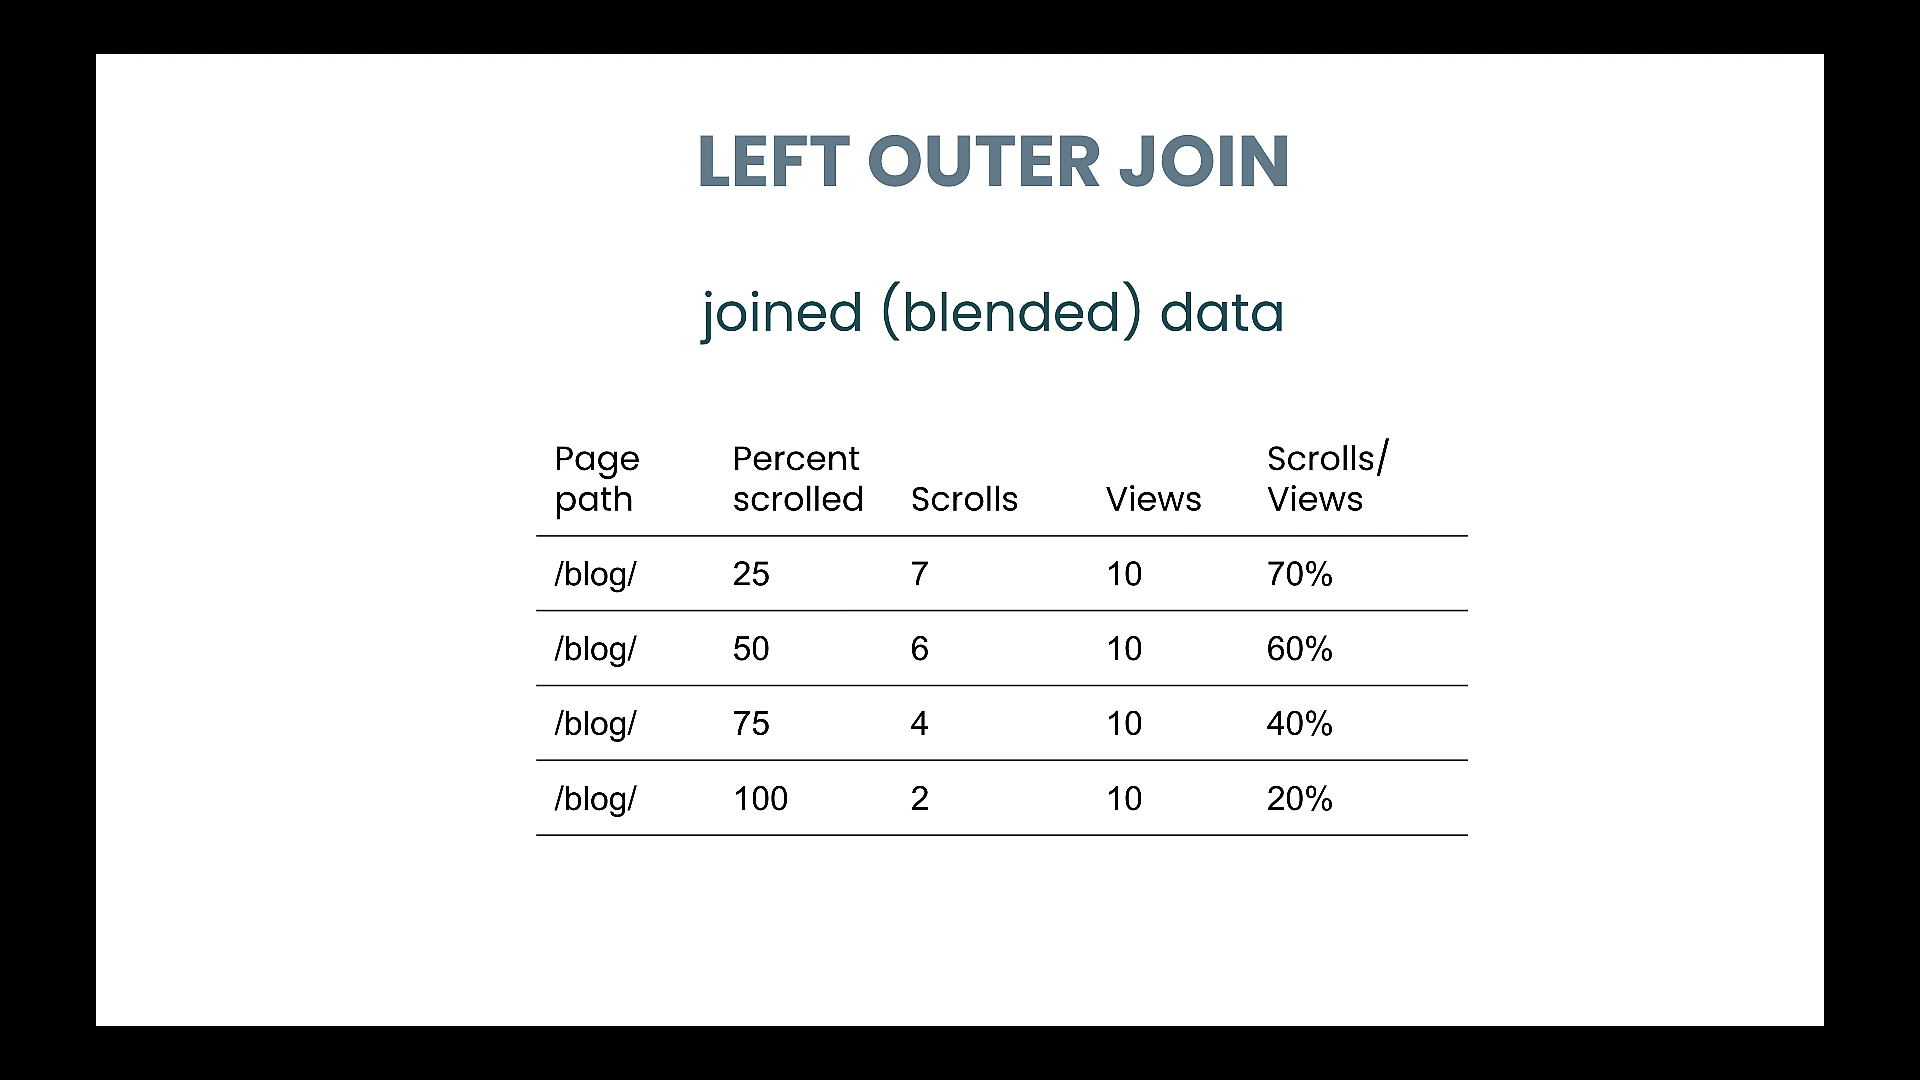 LEFT OUTER JOIN
joined (blended) data
Page path Percent scrolled Scrolls Views Scrolls/ Views
/blog/ 25 7 10 70%
/blog/ 50 6 10 60%
/blog/ 75 4 10 40%
/blog/ 100 2 10 20%